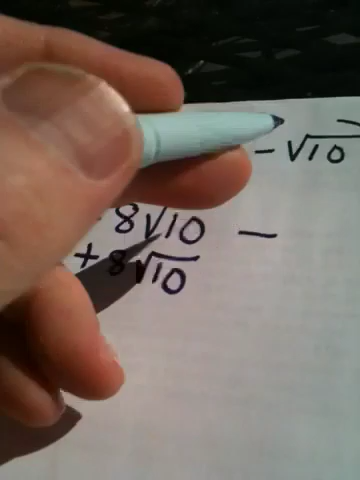 - √10
8√10 -
+ 8√10